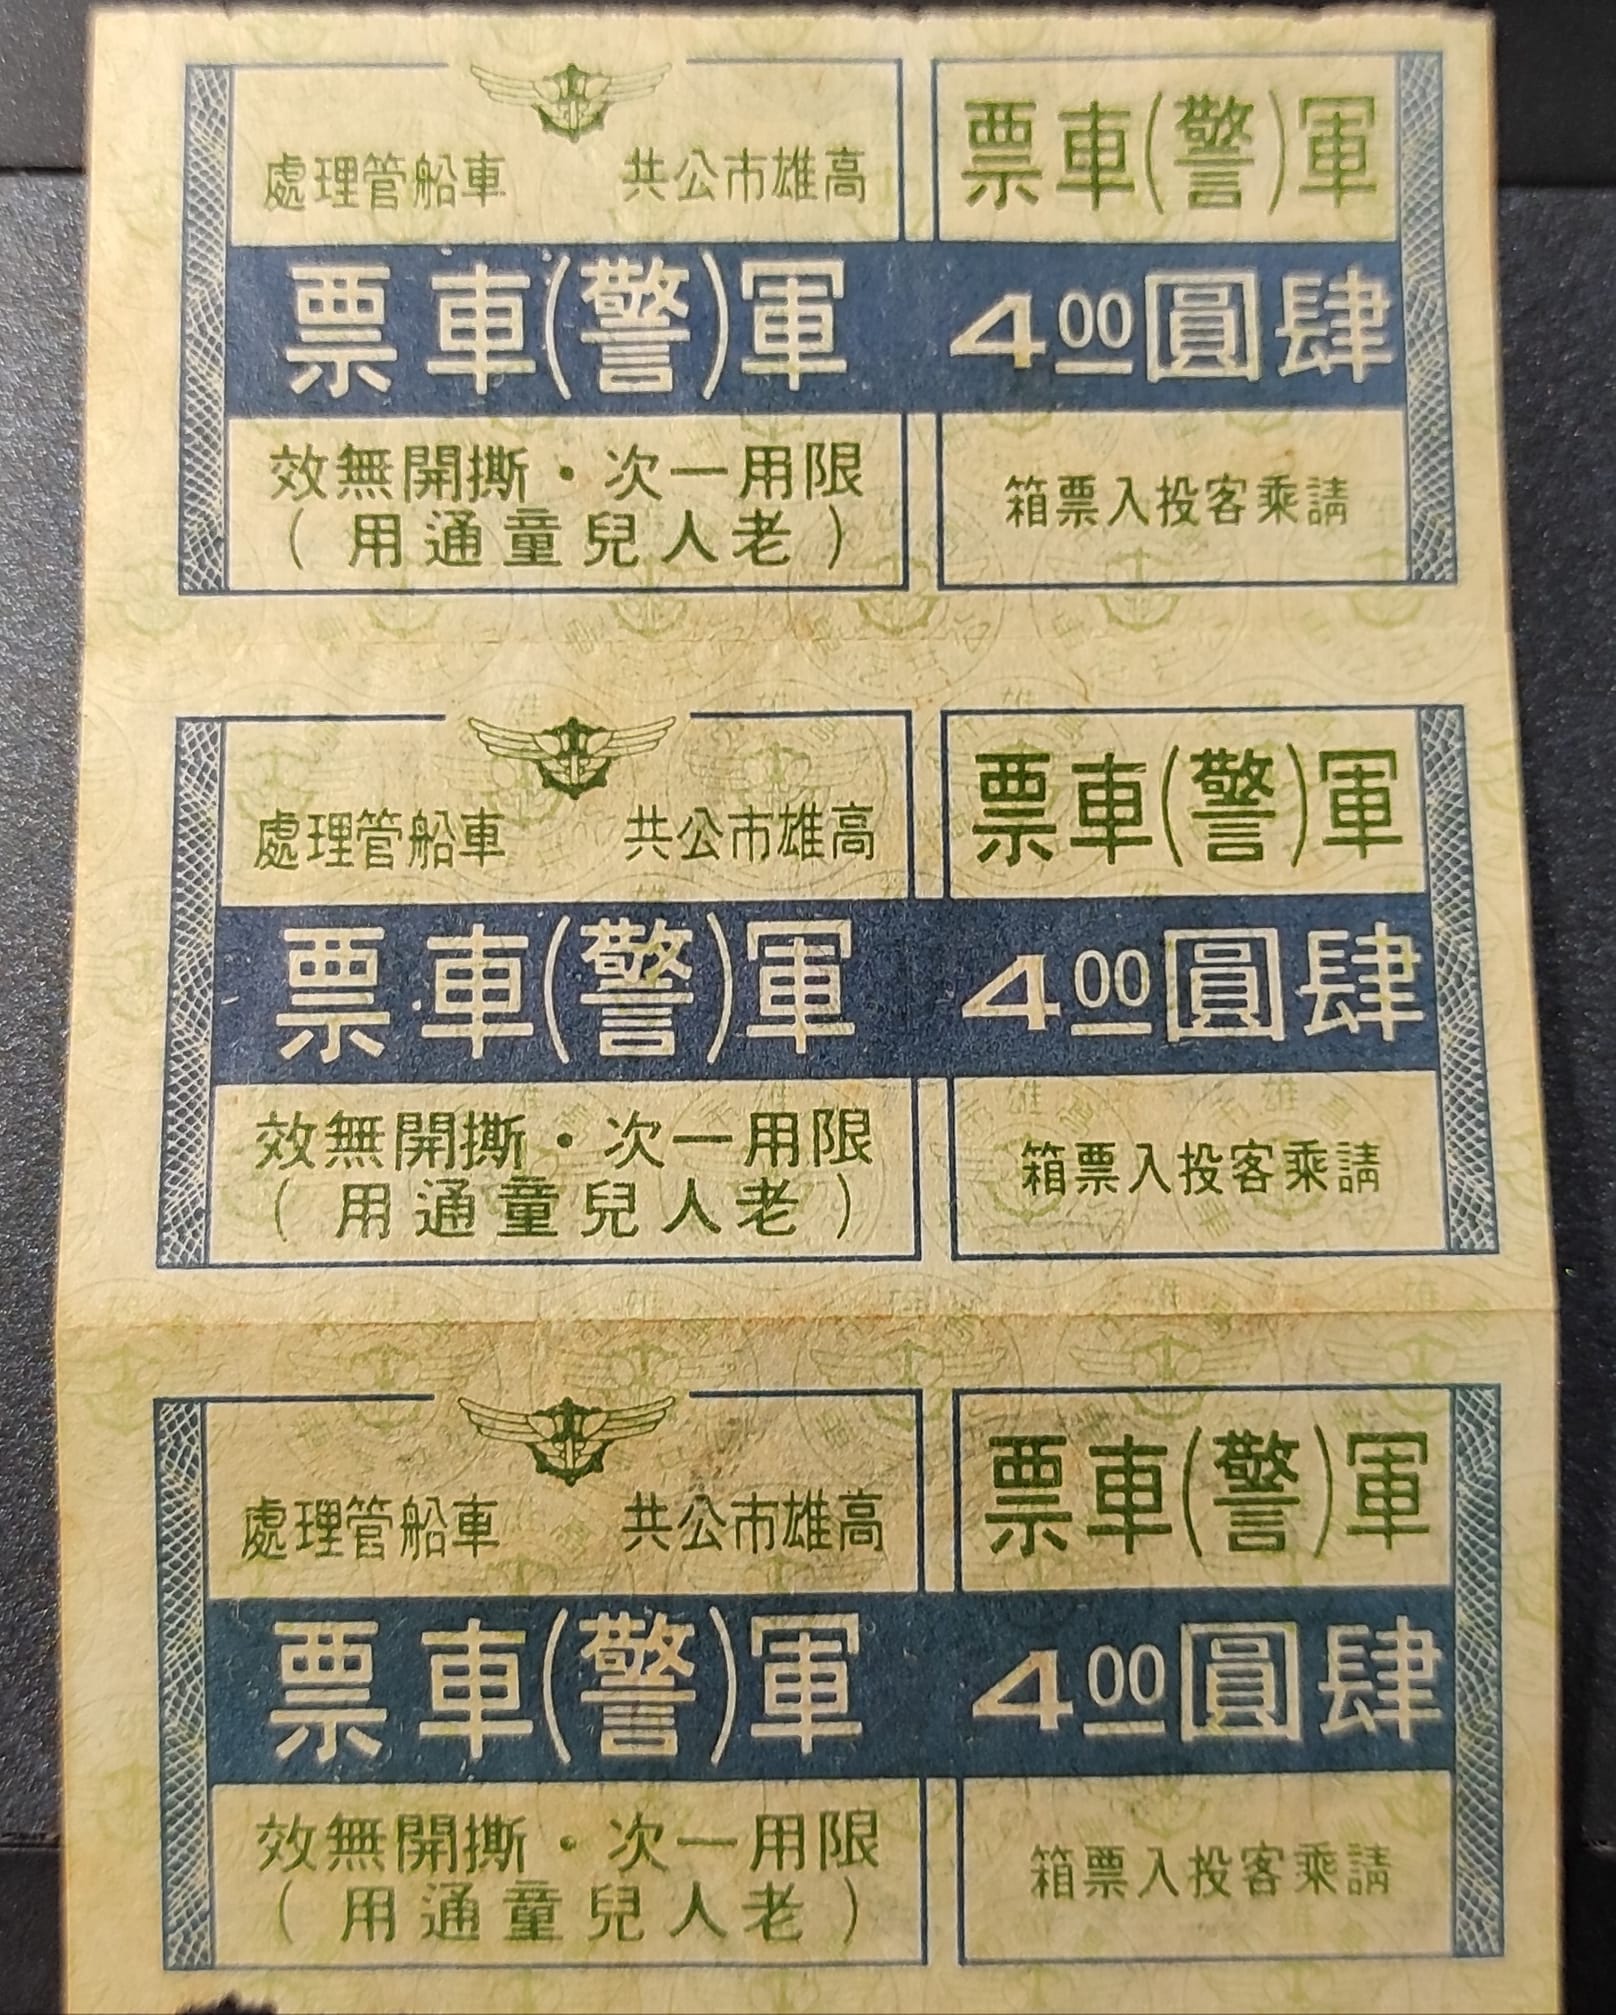 軍(警)車票
高雄市公共 車船管理處
肆圓4.00 軍(警)車票
請乘客投入票箱
限用一次・撕開無效
(老人兒童通用)
軍(警)車票
高雄市公共 車船管理處
肆圓4.00 軍(警)車票
請乘客投入票箱
限用一次・撕開無效
(老人兒童通用)
軍(警)車票
高雄市公共 車船管理處
肆圓4.00 軍(警)車票
請乘客投入票箱
限用一次・撕開無效
(老人兒童通用)